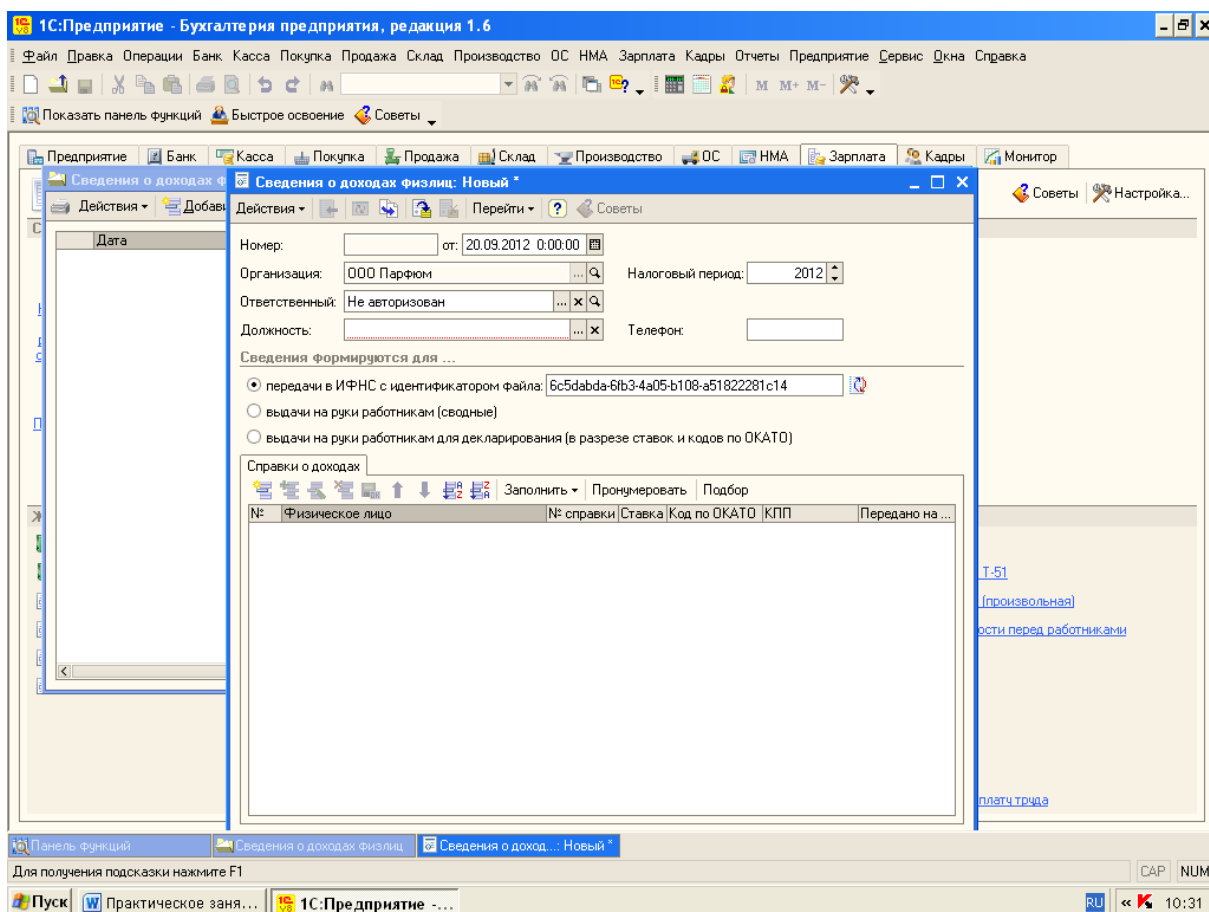 1С:Предприятие - Бухгалтерия предприятия, редакция 1.6
Файл Правка Операции Банк Касса Покупка Продажа Склад Производство ОС НМА Зарплата Кадры Отчеты Предприятие Сервис Окна Справка
M M+ M-
Показать панель функций Быстрое освоение Советы
Предприятие Банк Касса Покупка Продажа Склад Производство ОС НМА Зарплата Кадры Монитор
Сведения о доходах ф
Сведения о доходах физлиц: Новый *
Советы Настройка...
Действия Добавь
Действия Перейти Советы
Дата
Номер: от: 20.09.2012 0:00:00
Организация: ООО Парфюм ... Налоговый период: 2012
Ответственный: Не авторизован ...
Должность: ... Телефон:
Сведения формируются для ...
передачи в ИФНС с идентификатором файла: 6c5dabda-6fb3-4a05-b108-a51822281c14
выдачи на руки работникам (сводные)
выдачи на руки работникам для декларирования (в разрезе ставок и кодов по ОКАТО)
Справки о доходах
Заполнить Пронумеровать Подбор
№ Физическое лицо № справки Ставка Код по ОКАТО КПП Передано на ...
Т-51
(произвольная)
ости перед работниками
плату труда
Панель функций Сведения о доходах физлиц Сведения о доход...: Новый *
Для получения подсказки нажмите F1 CAP NUM
Пуск Практическое заня... 1С:Предприятие -... RU « 10:31